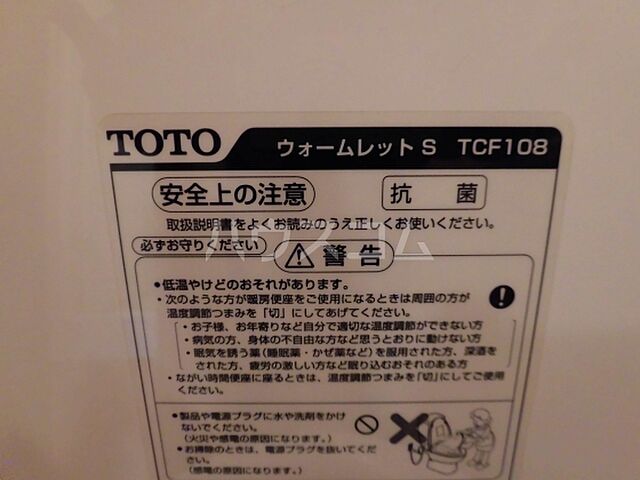 TOTO ウォームレットS TCF108
安全上の注意 抗菌
取扱説明書をよくお読みのうえ正しくお使いください。
必ずお守りください
ハウスコム
警告
●低温やけどのおそれがあります。
・次のような方が暖房便座をご使用になるときは周囲の方が
温度調節つまみを「切」にしてあげてください。
・お子様、お年寄りなど自分で適切な温度調節ができない方
・病気の方、身体の不自由な方など思うとおりに動けない方
・眠気を誘う薬(睡眠薬・かぜ薬など)を服用された方、深酒を
された方、疲労の激しい方など眠り込むおそれのある方
・ながい時間便座に座るときは、温度調節つまみを「切」にしてご使用
ください。
●製品や電源プラグに水や洗剤をかけ
ないでください。
(火災や感電の原因になります。)
●お掃除のときは、電源プラグを抜いてくださ
い。
(感電の原因になります。)